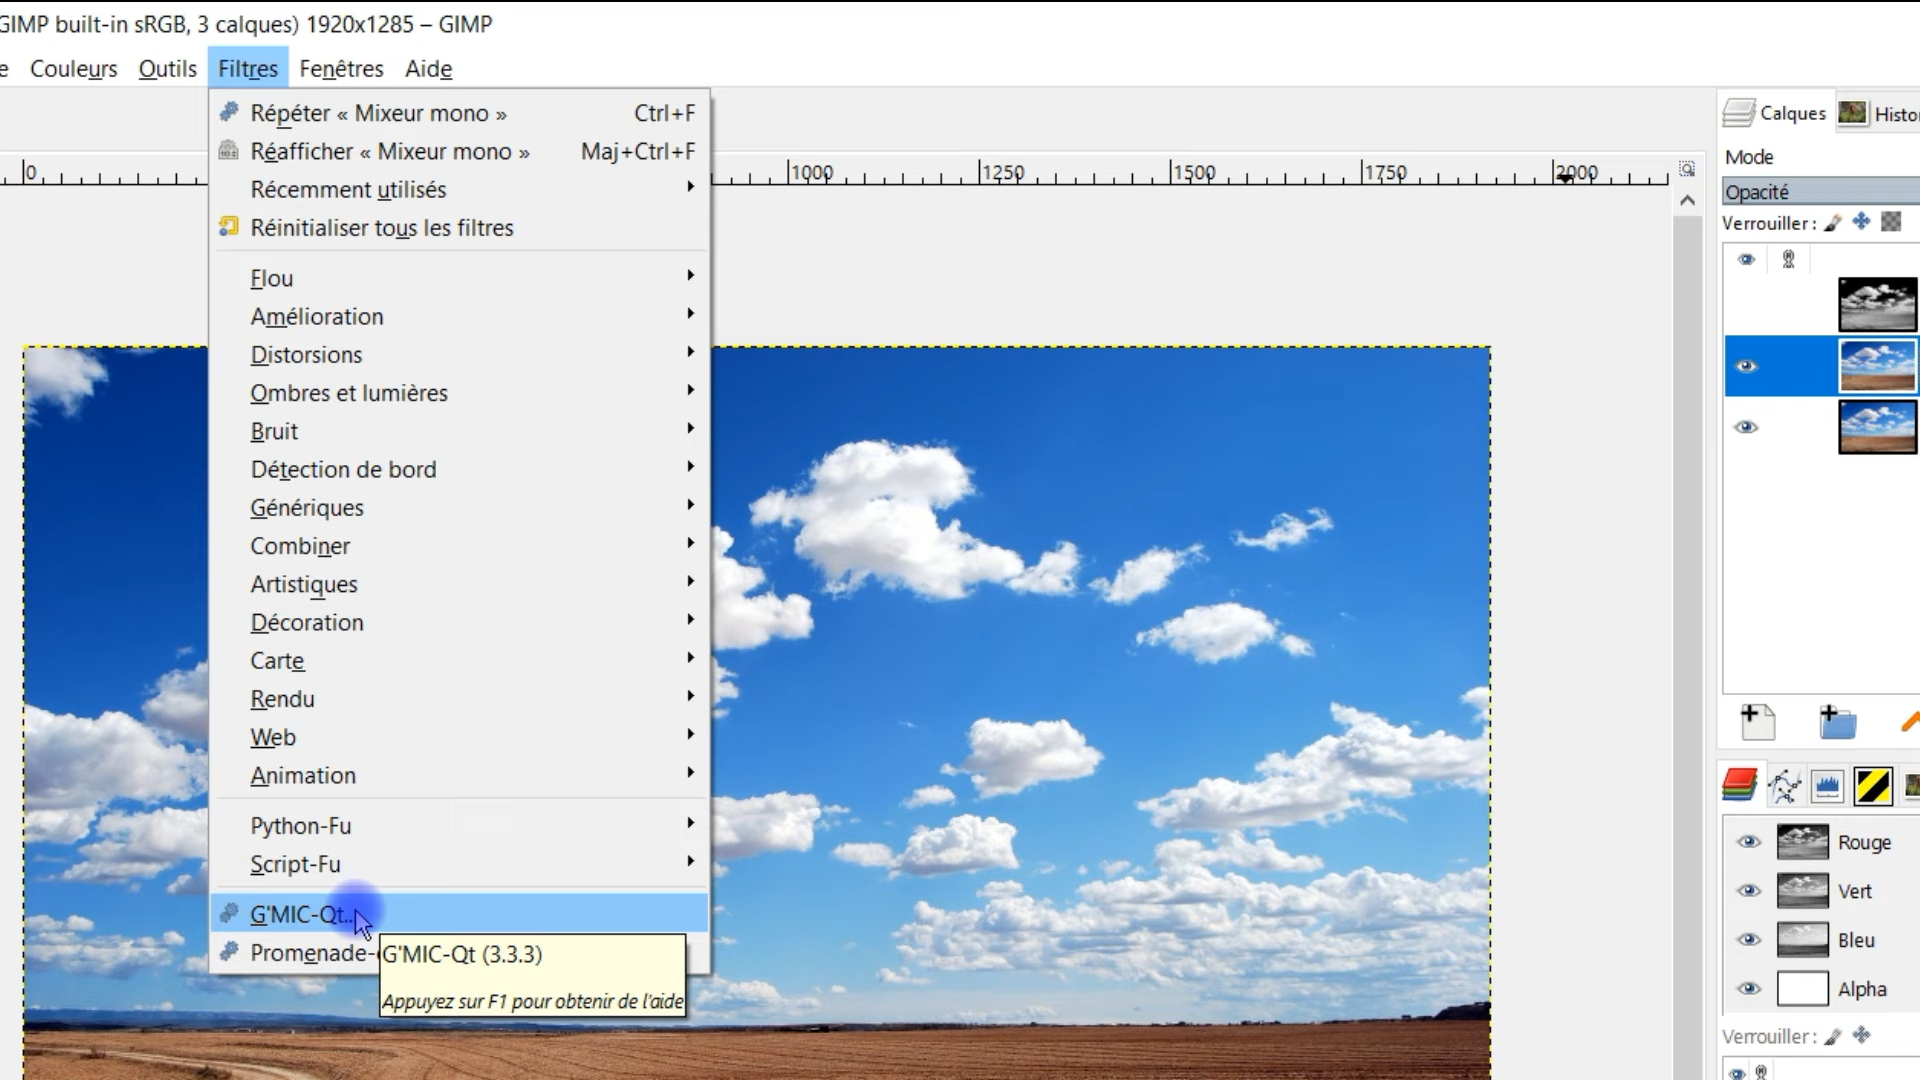 GIMP built-in sRGB, 3 calques) 1920x1285 – GIMP
e Couleurs Outils Filtres Fenêtres Aide
Répéter « Mixeur mono » Ctrl+F
Réafficher « Mixeur mono » Maj+Ctrl+F
Récemment utilisés
Réinitialiser tous les filtres
Flou
Amélioration
Distorsions
Ombres et lumières
Bruit
Détection de bord
Génériques
Combiner
Artistiques
Décoration
Carte
Rendu
Web
Animation
Python-Fu
Script-Fu
G'MIC-Qt...
Promenade-
G'MIC-Qt (3.3.3)
Appuyez sur F1 pour obtenir de l'aide
0 1000 1250 1500 1750 2000
Calques Histo
Mode
Opacité
Verrouiller :
Rouge
Vert
Bleu
Alpha
Verrouiller :